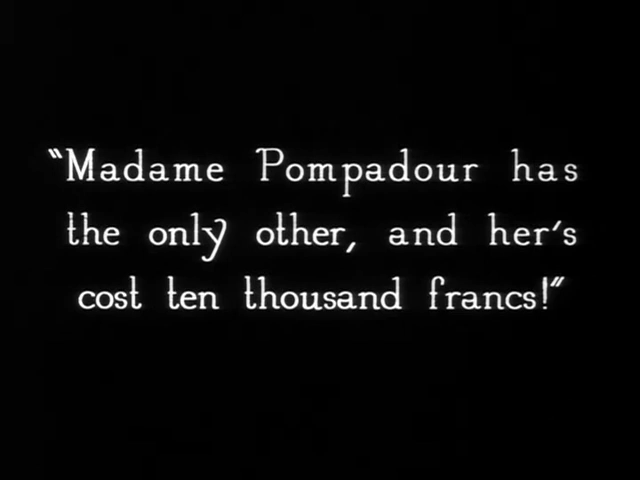 "Madame Pompadour has
the only other, and her's
cost ten thousand francs!"